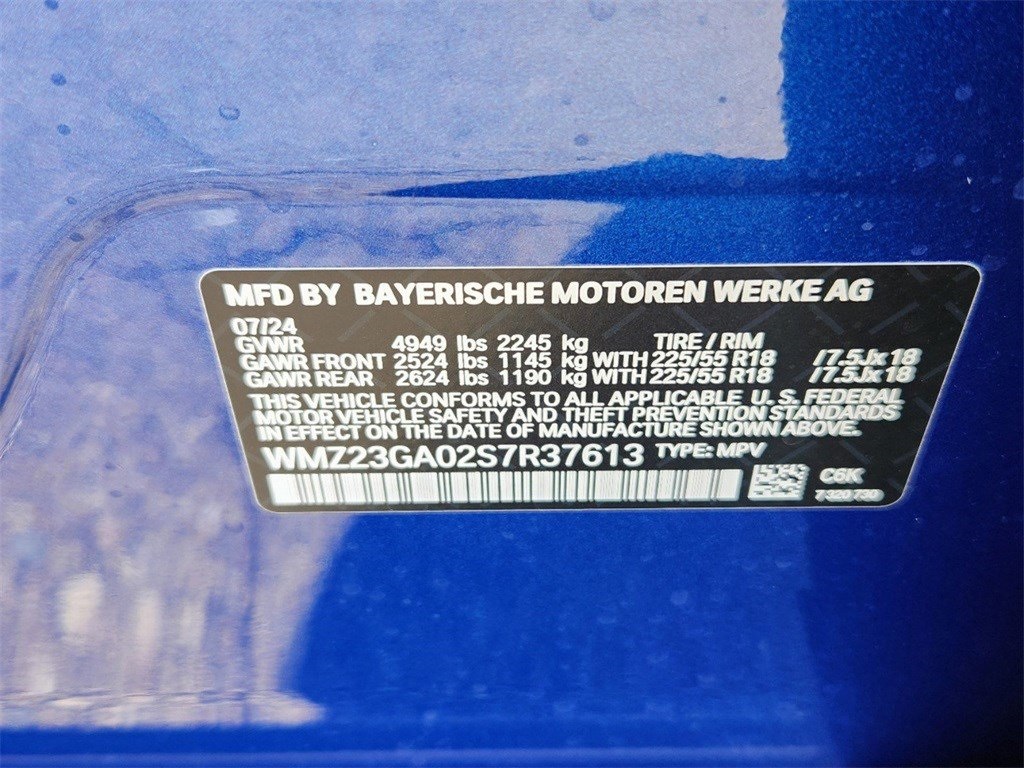 MFD BY BAYERISCHE MOTOREN WERKE AG
07/24
GVWR 4949 lbs 2245 kg TIRE / RIM
GAWR FRONT 2524 lbs 1145 kg WITH 225/55 R18 /7.5Jx18
GAWR REAR 2624 lbs 1190 kg WITH 225/55 R18 /7.5Jx18
THIS VEHICLE CONFORMS TO ALL APPLICABLE U. S. FEDERAL
MOTOR VEHICLE SAFETY AND THEFT PREVENTION STANDARDS
IN EFFECT ON THE DATE OF MANUFACTURE SHOWN ABOVE.
WMZ23GA02S7R37613 TYPE: MPV
C6K
7320730